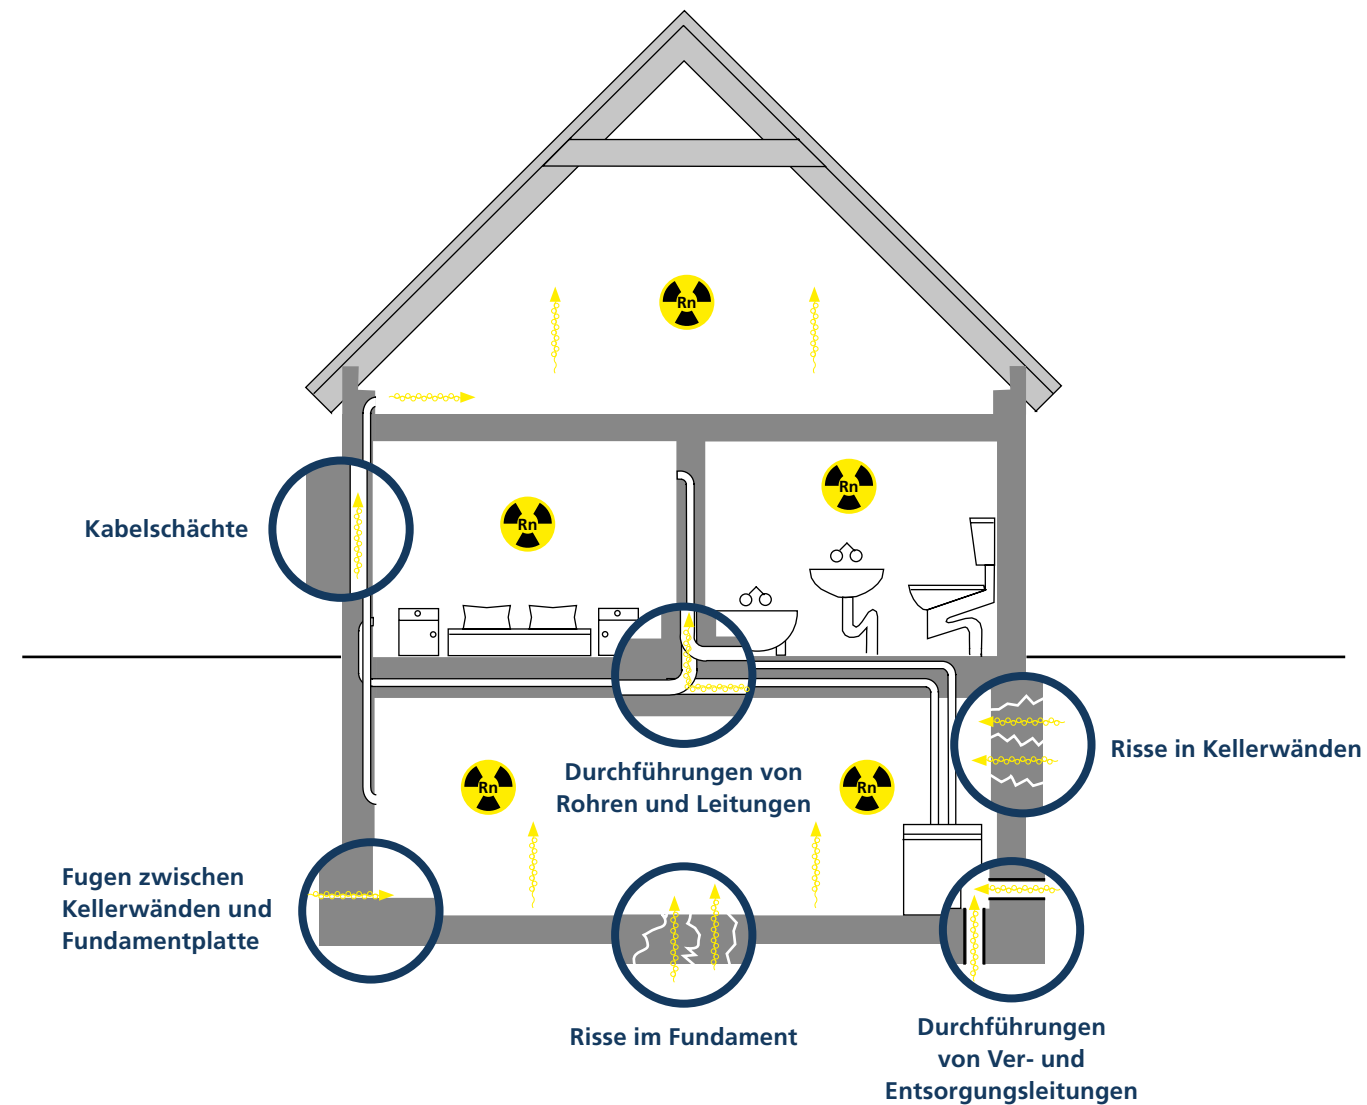 Rn
Rn
Rn
Kabelschächte
Risse in Kellerwänden
Durchführungen von
Rohren und Leitungen
Rn
Rn
Fugen zwischen
Kellerwänden und
Fundamentplatte
Risse im Fundament
Durchführungen
von Ver- und
Entsorgungsleitungen